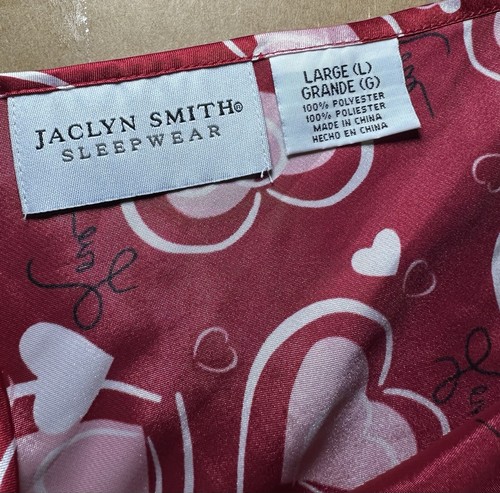 JACLYN SMITH®
SLEEPWEAR
LARGE (L)
GRANDE (G)
100% POLYESTER
100% POLIESTER
MADE IN CHINA
HECHO EN CHINA